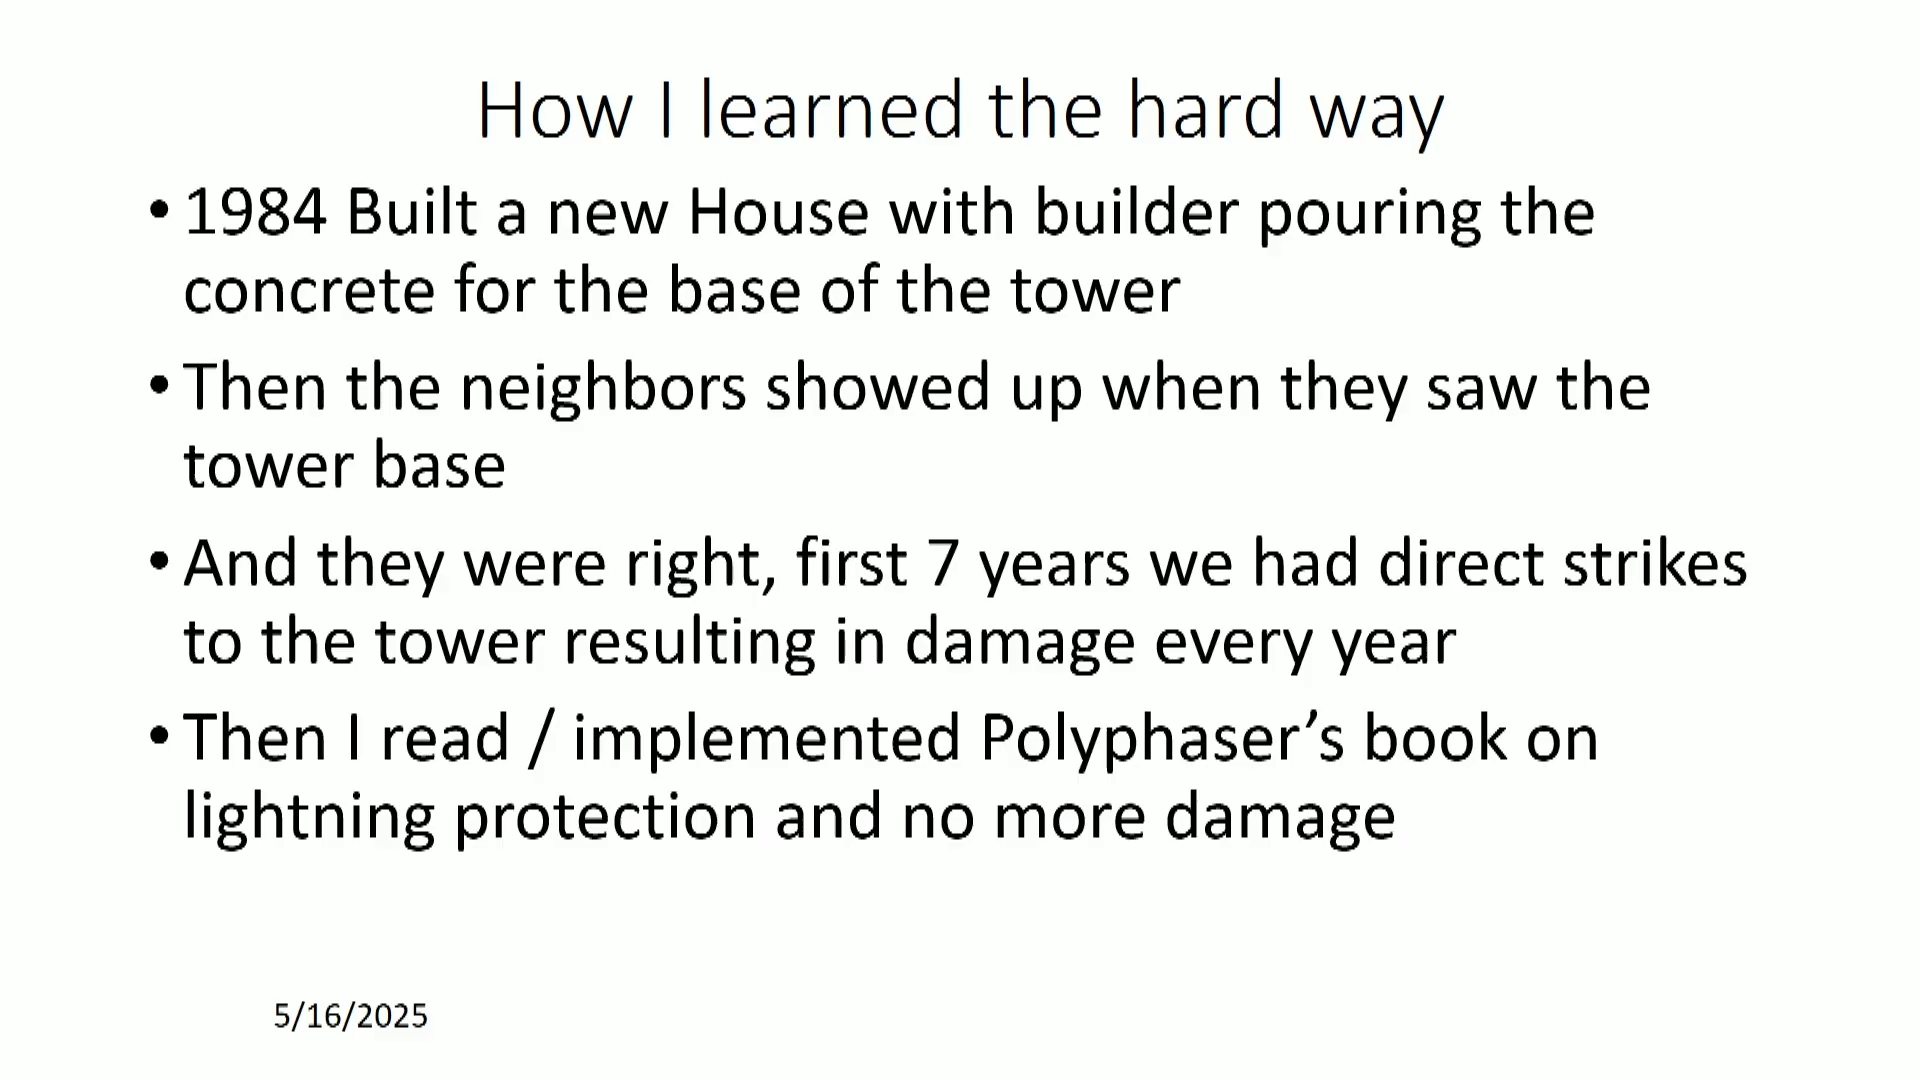 How I learned the hard way
• 1984 Built a new House with builder pouring the
concrete for the base of the tower
• Then the neighbors showed up when they saw the
tower base
• And they were right, first 7 years we had direct strikes
to the tower resulting in damage every year
• Then I read / implemented Polyphaser’s book on
lightning protection and no more damage
5/16/2025